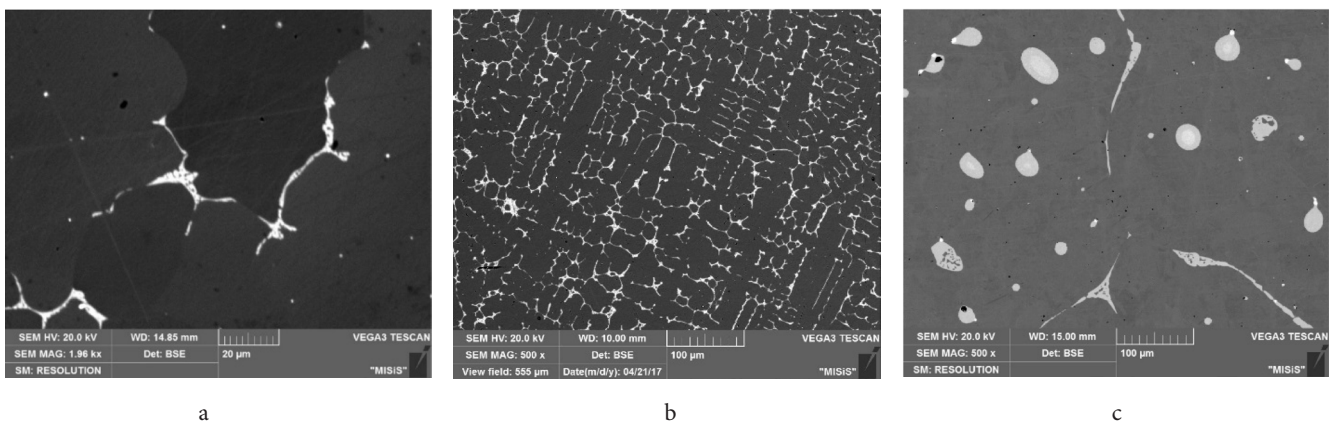 SEM HV: 20.0 kV WD: 14.85 mm VEGA3 TESCAN
SEM MAG: 1.96 kx Det: BSE 20 µm
SM: RESOLUTION "MISiS"
SEM HV: 20.0 kV WD: 10.00 mm VEGA3 TESCAN
SEM MAG: 500 x Det: BSE 100 µm
View field: 555 µm Date(m/d/y): 04/21/17 "MISiS"
SEM HV: 20.0 kV WD: 15.00 mm VEGA3 TESCAN
SEM MAG: 500 x Det: BSE 100 µm
SM: RESOLUTION "MISiS"
a b c